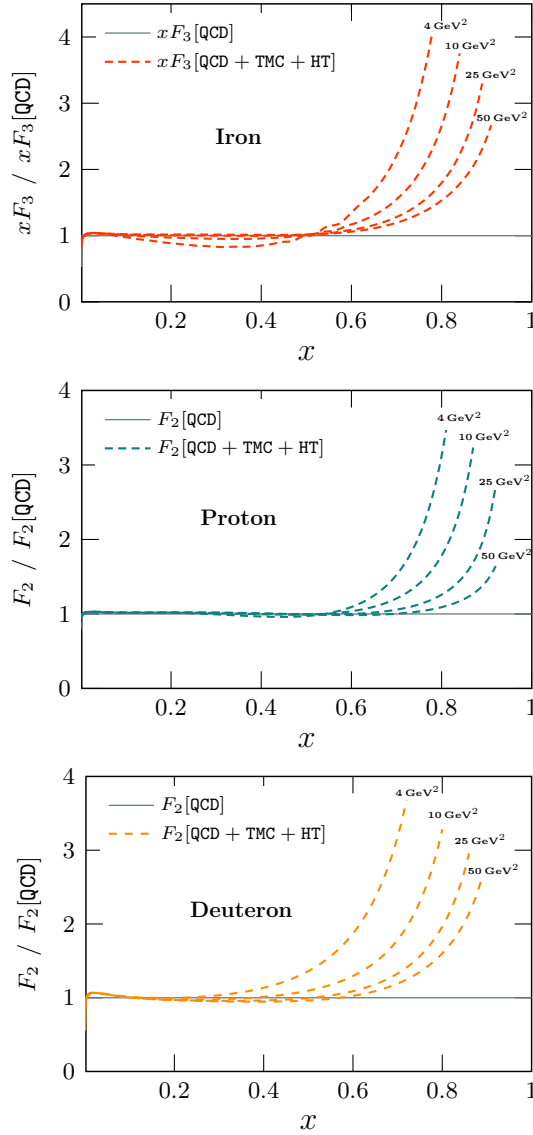 xF₃ / xF₃[QCD]
4
3
2
1
0
xF₃[QCD]
xF₃[QCD + TMC + HT]
Iron
4 GeV²
10 GeV²
25 GeV²
50 GeV²
0.2 0.4 0.6 0.8 1
x
F₂ / F₂[QCD]
4
3
2
1
0
F₂[QCD]
F₂[QCD + TMC + HT]
Proton
4 GeV²
10 GeV²
25 GeV²
50 GeV²
0.2 0.4 0.6 0.8 1
x
F₂ / F₂[QCD]
4
3
2
1
0
F₂[QCD]
F₂[QCD + TMC + HT]
Deuteron
4 GeV²
10 GeV²
25 GeV²
50 GeV²
0.2 0.4 0.6 0.8 1
x